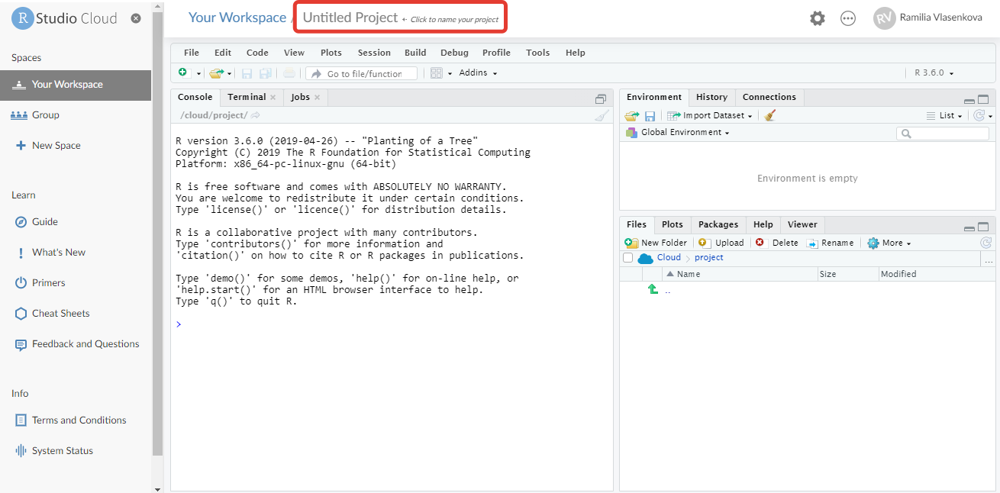 R Studio Cloud
Your Workspace / Untitled Project ← Click to name your project
RV Ramilia Vlasenkova
Spaces
Your Workspace
Group
New Space
Learn
Guide
What's New
Primers
Cheat Sheets
Feedback and Questions
Info
Terms and Conditions
System Status
File Edit Code View Plots Session Build Debug Profile Tools Help
Go to file/function Addins R 3.6.0
Console Terminal Jobs
/cloud/project/
R version 3.6.0 (2019-04-26) -- "Planting of a Tree"
Copyright (C) 2019 The R Foundation for Statistical Computing
Platform: x86_64-pc-linux-gnu (64-bit)
R is free software and comes with ABSOLUTELY NO WARRANTY.
You are welcome to redistribute it under certain conditions.
Type 'license()' or 'licence()' for distribution details.
R is a collaborative project with many contributors.
Type 'contributors()' for more information and
'citation()' on how to cite R or R packages in publications.
Type 'demo()' for some demos, 'help()' for on-line help, or
'help.start()' for an HTML browser interface to help.
Type 'q()' to quit R.
>
Environment History Connections
Import Dataset List
Global Environment
Environment is empty
Files Plots Packages Help Viewer
New Folder Upload Delete Rename More
Cloud project ...
Name Size Modified
..